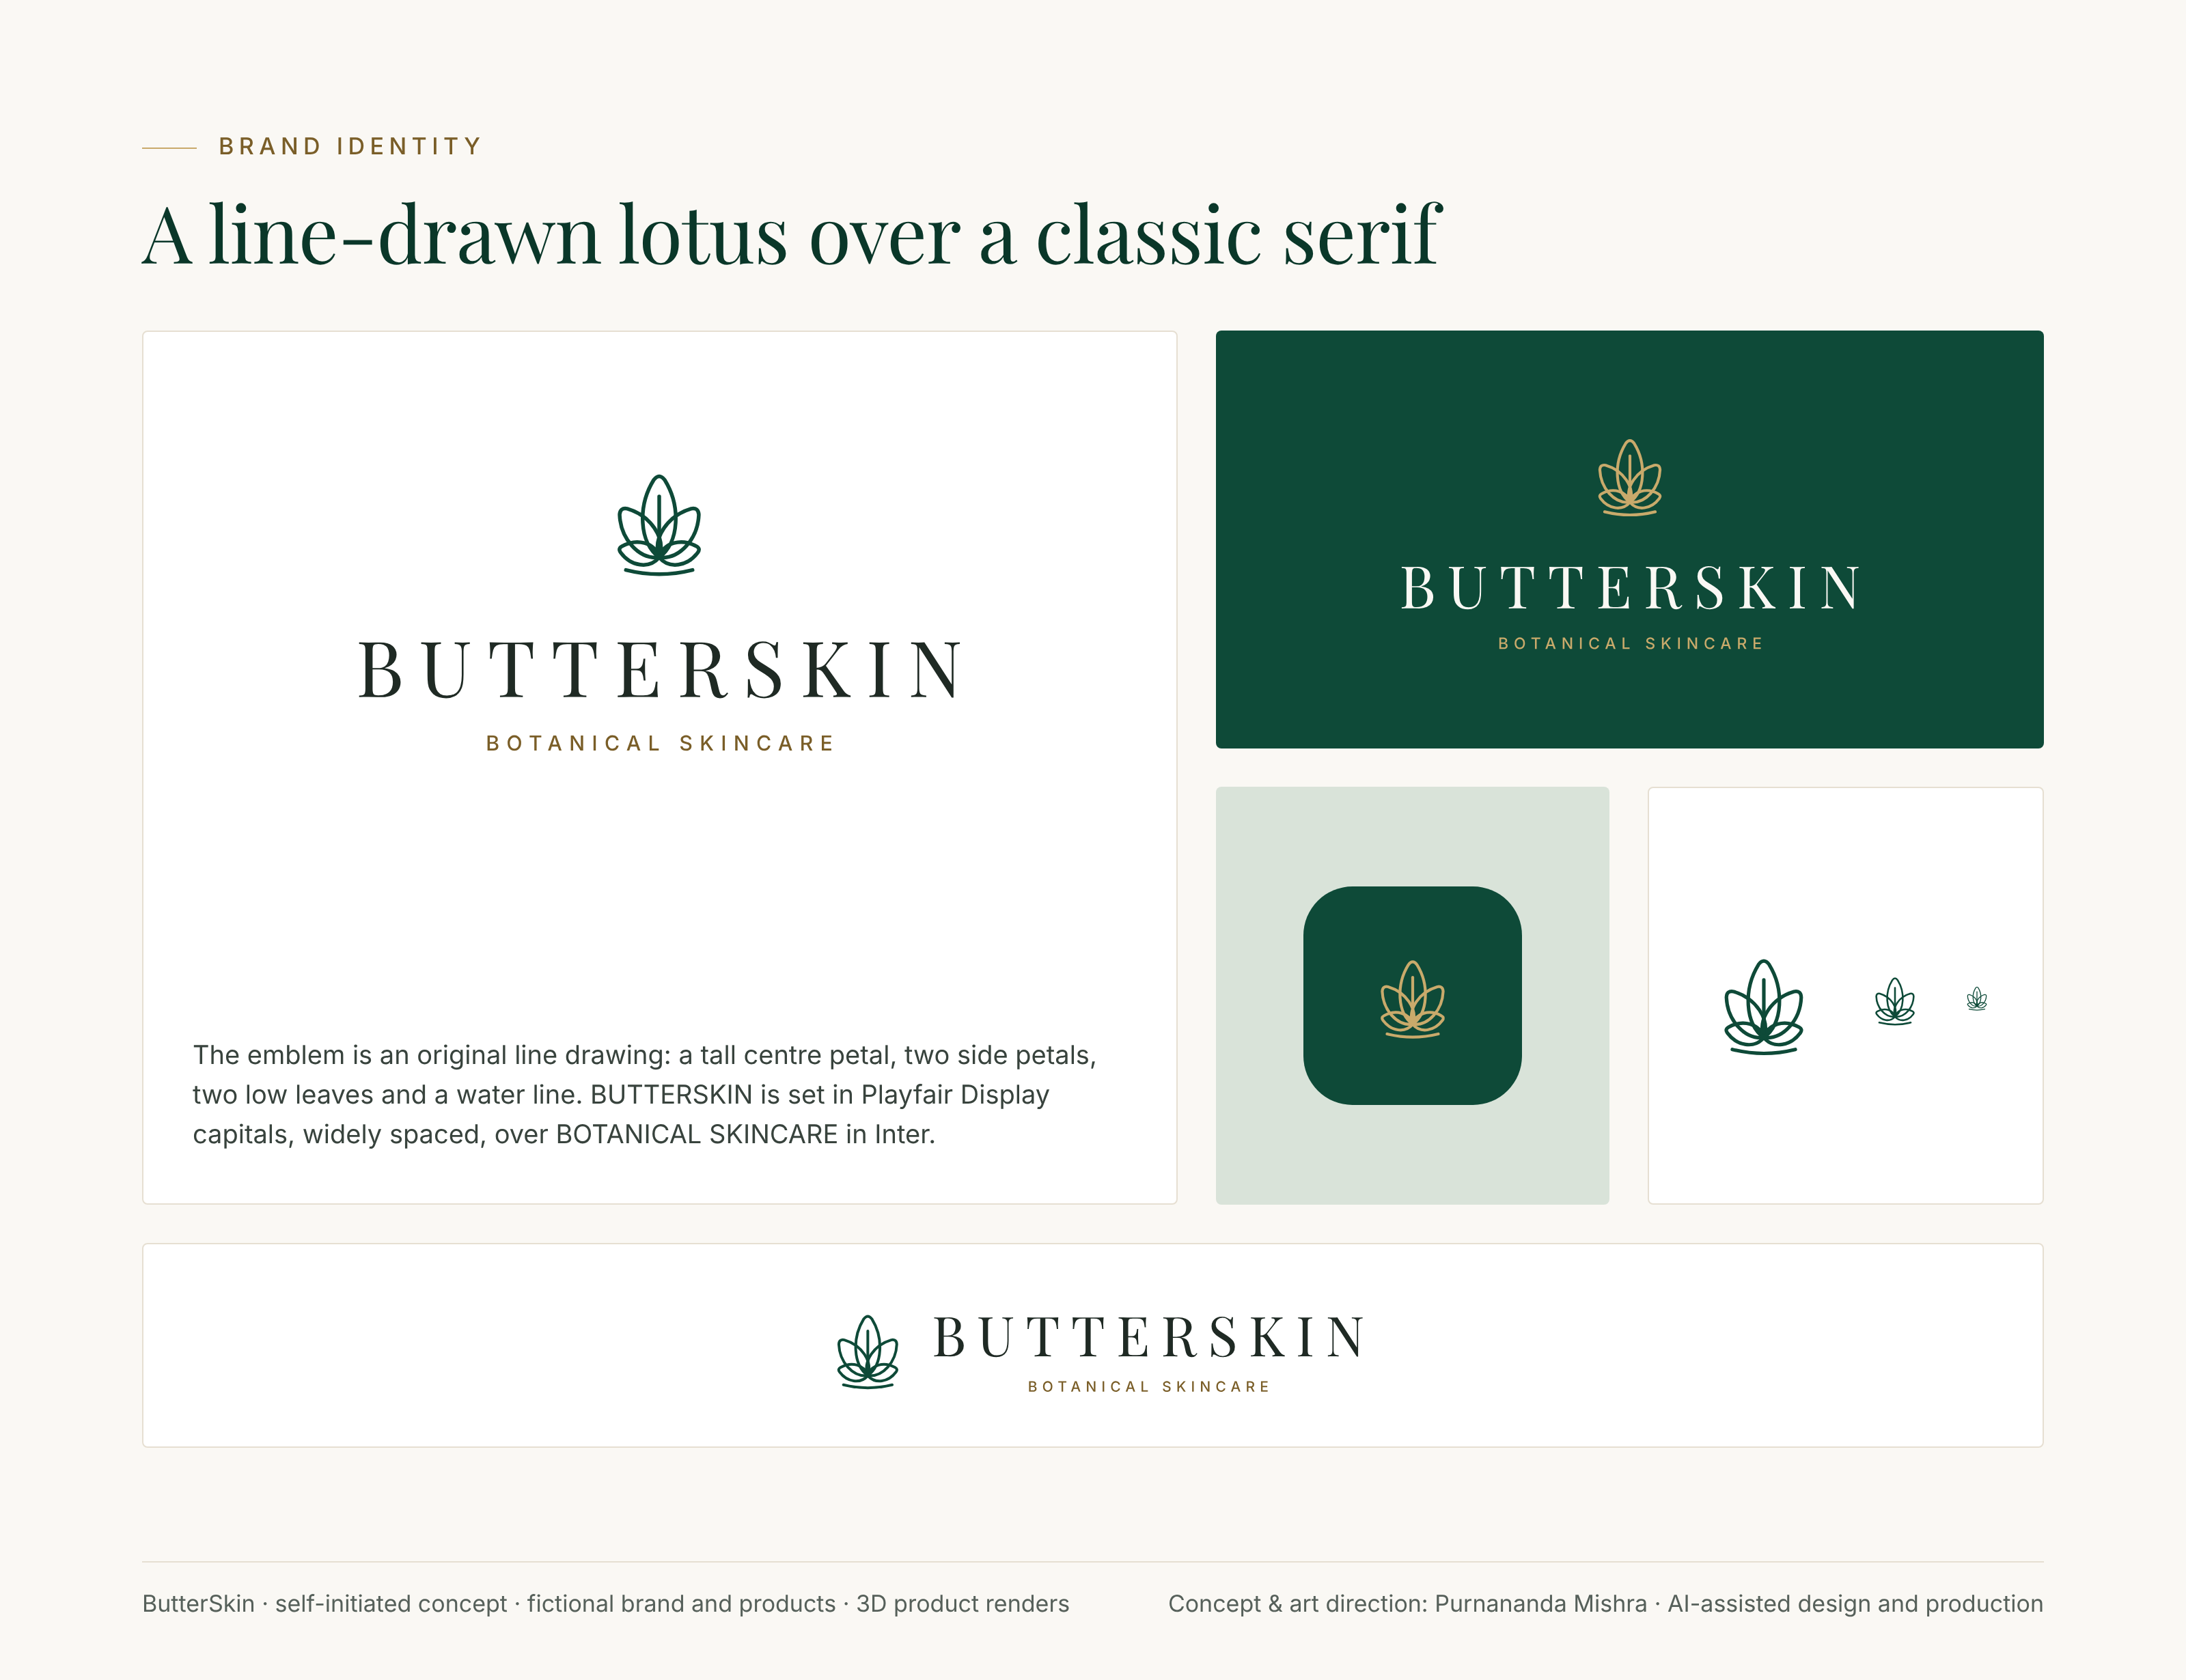 BRAND IDENTITY
A line-drawn lotus over a classic serif
BUTTERSKIN
BOTANICAL SKINCARE
The emblem is an original line drawing: a tall centre petal, two side petals,
two low leaves and a water line. BUTTERSKIN is set in Playfair Display
capitals, widely spaced, over BOTANICAL SKINCARE in Inter.
BUTTERSKIN
BOTANICAL SKINCARE
BUTTERSKIN
BOTANICAL SKINCARE
ButterSkin · self-initiated concept · fictional brand and products · 3D product renders
Concept & art direction: Purnananda Mishra · AI-assisted design and production